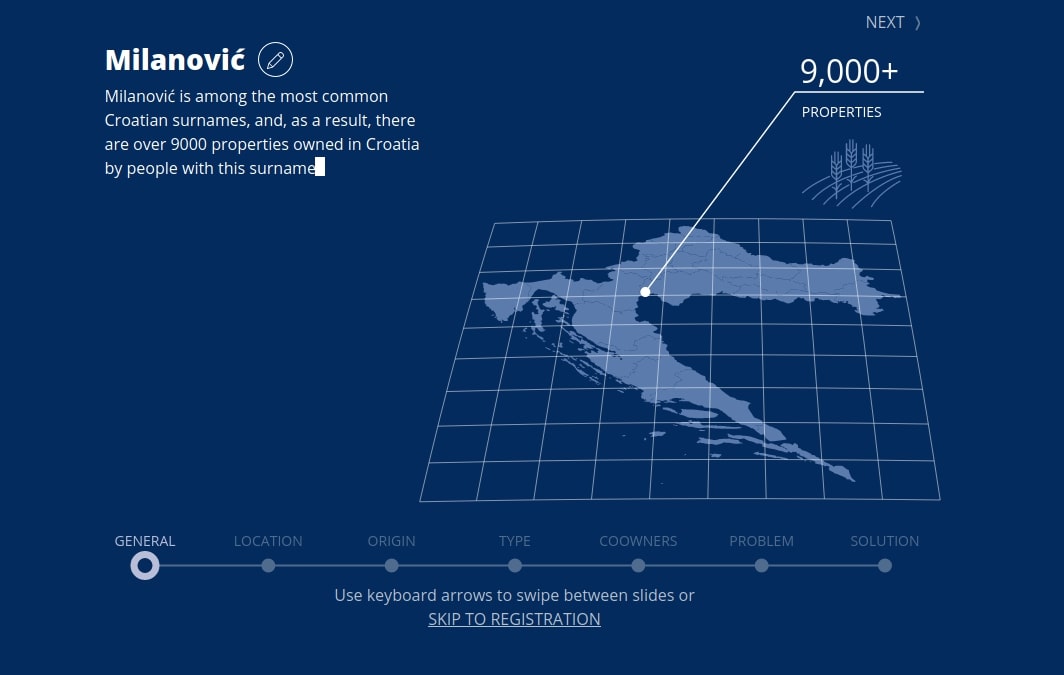 NEXT
Milanović
9,000+
Milanović is among the most common
Croatian surnames, and, as a result, there
are over 9000 properties owned in Croatia
by people with this surname
PROPERTIES
GENERAL LOCATION ORIGIN TYPE COOWNERS PROBLEM SOLUTION
Use keyboard arrows to swipe between slides or
SKIP TO REGISTRATION